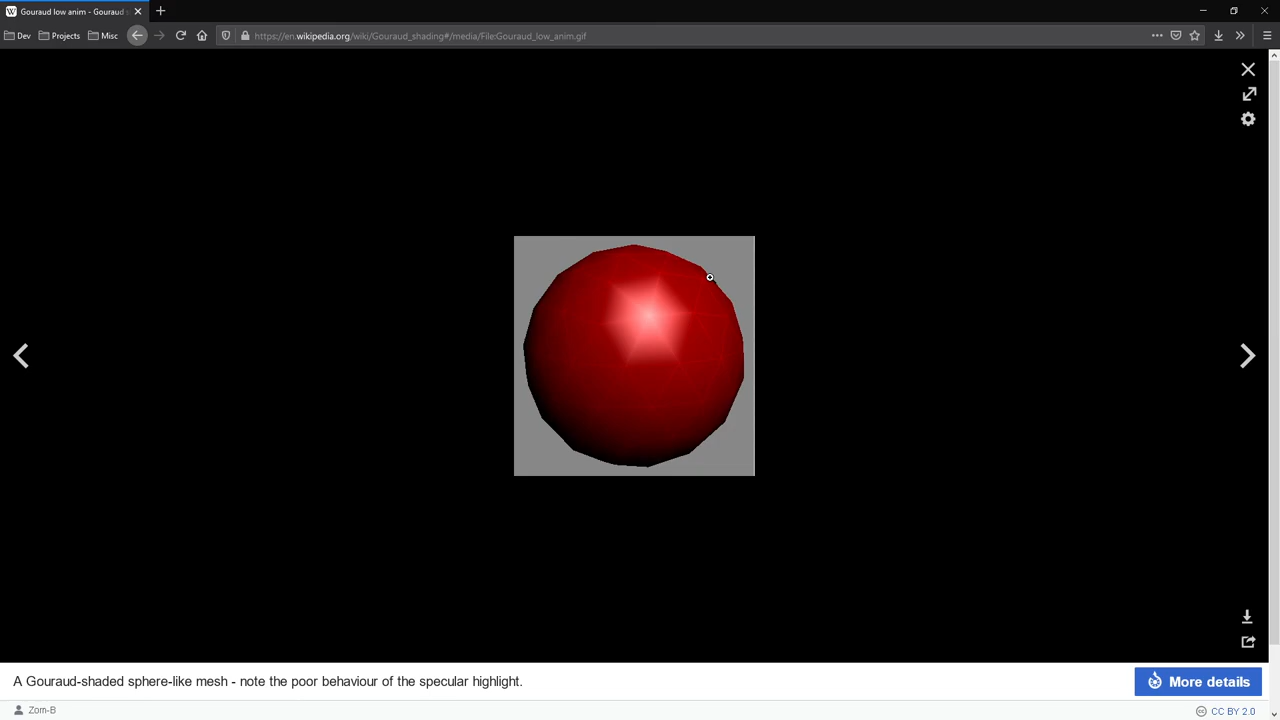 Gouraud low anim - Gouraud s
Dev Projects Misc
https://en.wikipedia.org/wiki/Gouraud_shading#/media/File:Gouraud_low_anim.gif
A Gouraud-shaded sphere-like mesh - note the poor behaviour of the specular highlight.
More details
Zom-B
CC BY 2.0